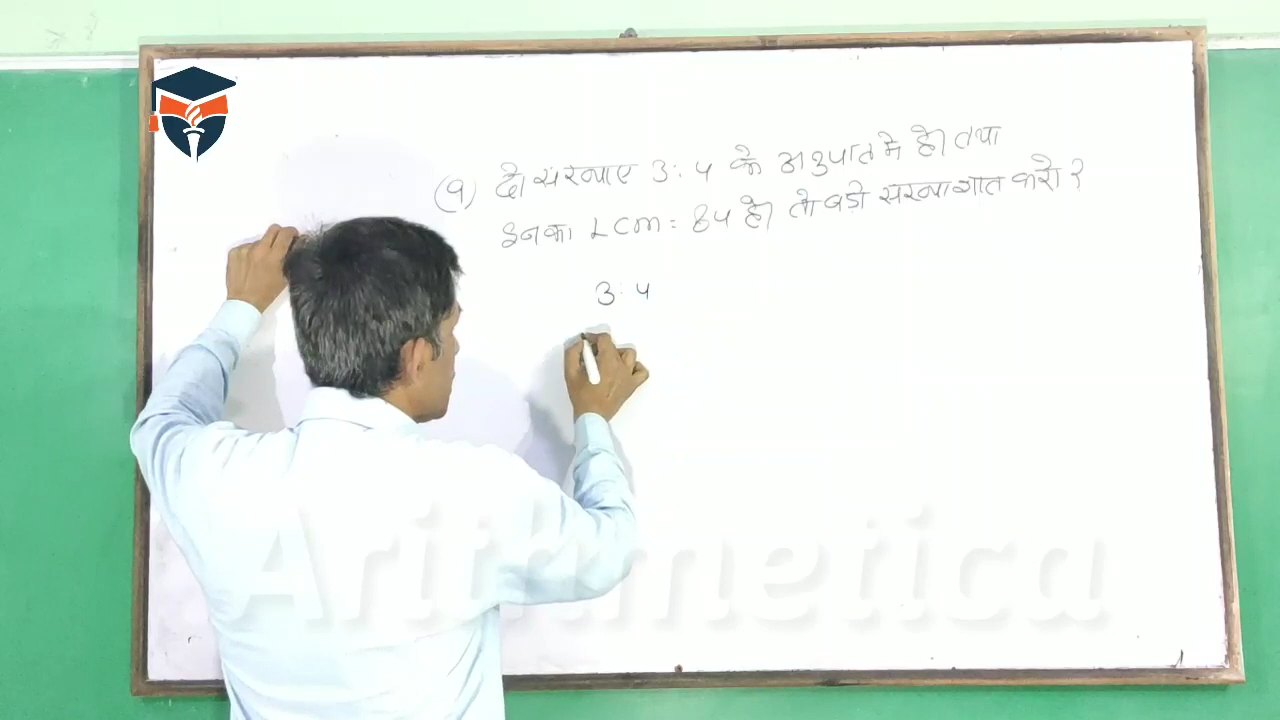 (9) दो संख्याए 3:4 के अनुपात मे है। तथा
इनका LCM = 84 है। तो बड़ी संख्या ज्ञात करो ?
3:4
Arithmetica